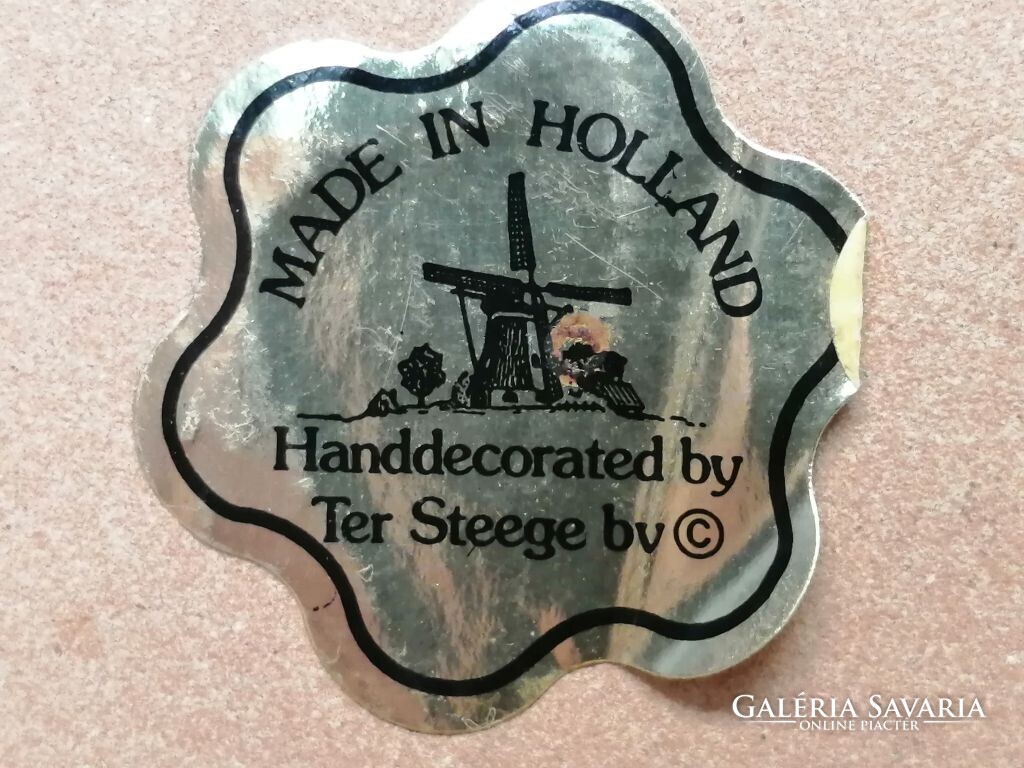 MADE IN HOLLAND
Handdecorated by
Ter Steege bv ©
GALÉRIA SAVARIA
ONLINE PIACTÉR